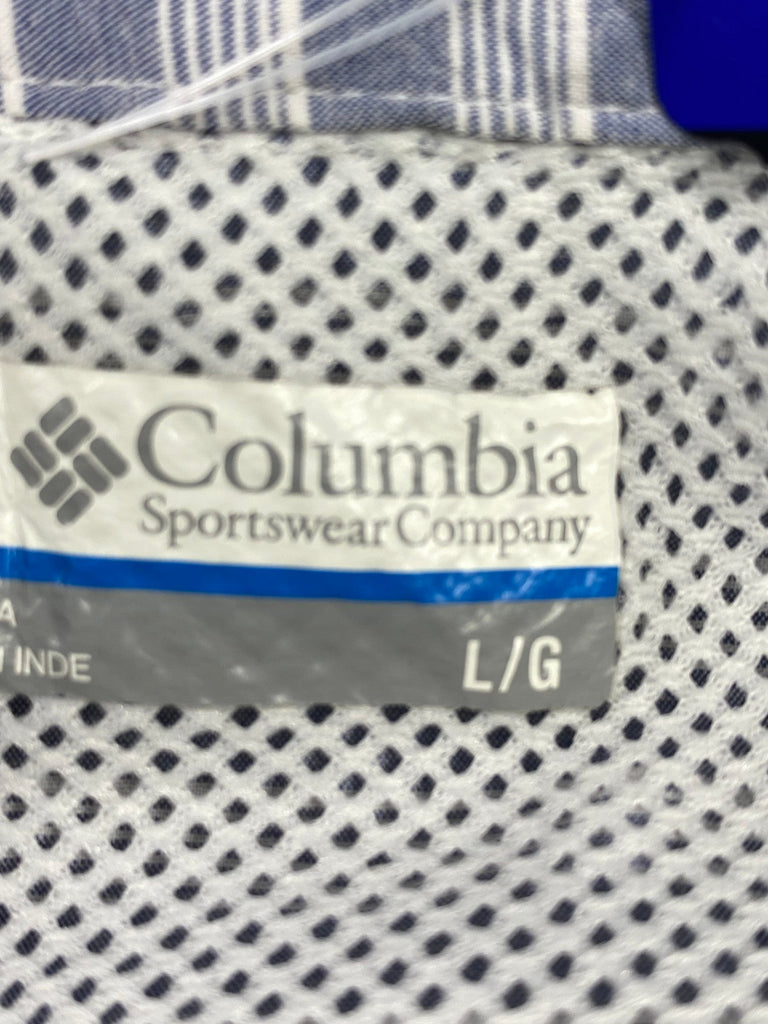 Columbia
Sportswear Company
A
INDE
L/G